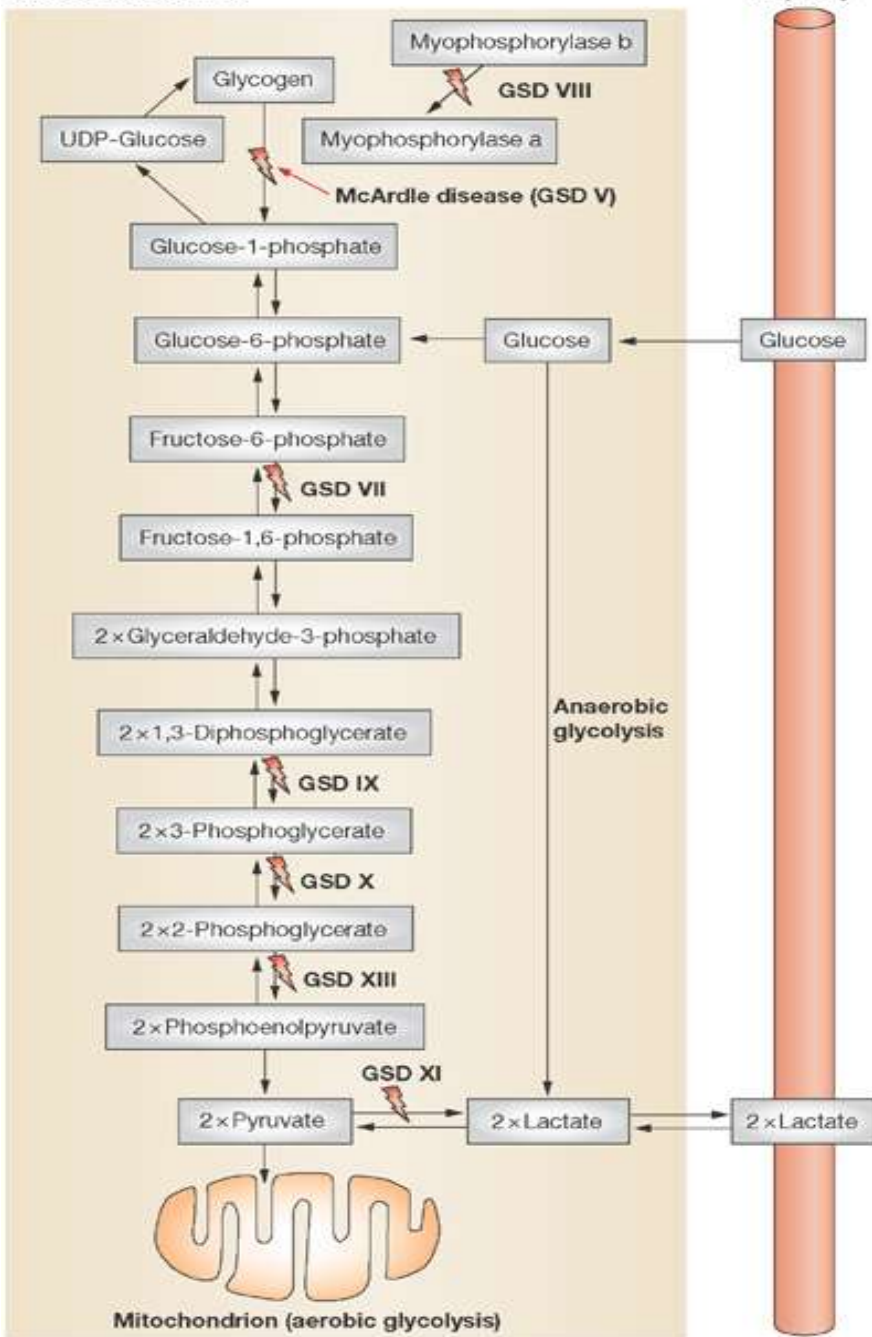 Myophosphorylase b
Glycogen
GSD VIII
UDP-Glucose
Myophosphorylase a
McArdle disease (GSD V)
Glucose-1-phosphate
Glucose-6-phosphate
Glucose
Glucose
Fructose-6-phosphate
GSD VII
Fructose-1,6-phosphate
2×Glyceraldehyde-3-phosphate
Anaerobic
glycolysis
2×1,3-Diphosphoglycerate
GSD IX
2×3-Phosphoglycerate
GSD X
2×2-Phosphoglycerate
GSD XIII
2×Phosphoenolpyruvate
GSD XI
2×Pyruvate
2×Lactate
2×Lactate
Mitochondrion (aerobic glycolysis)